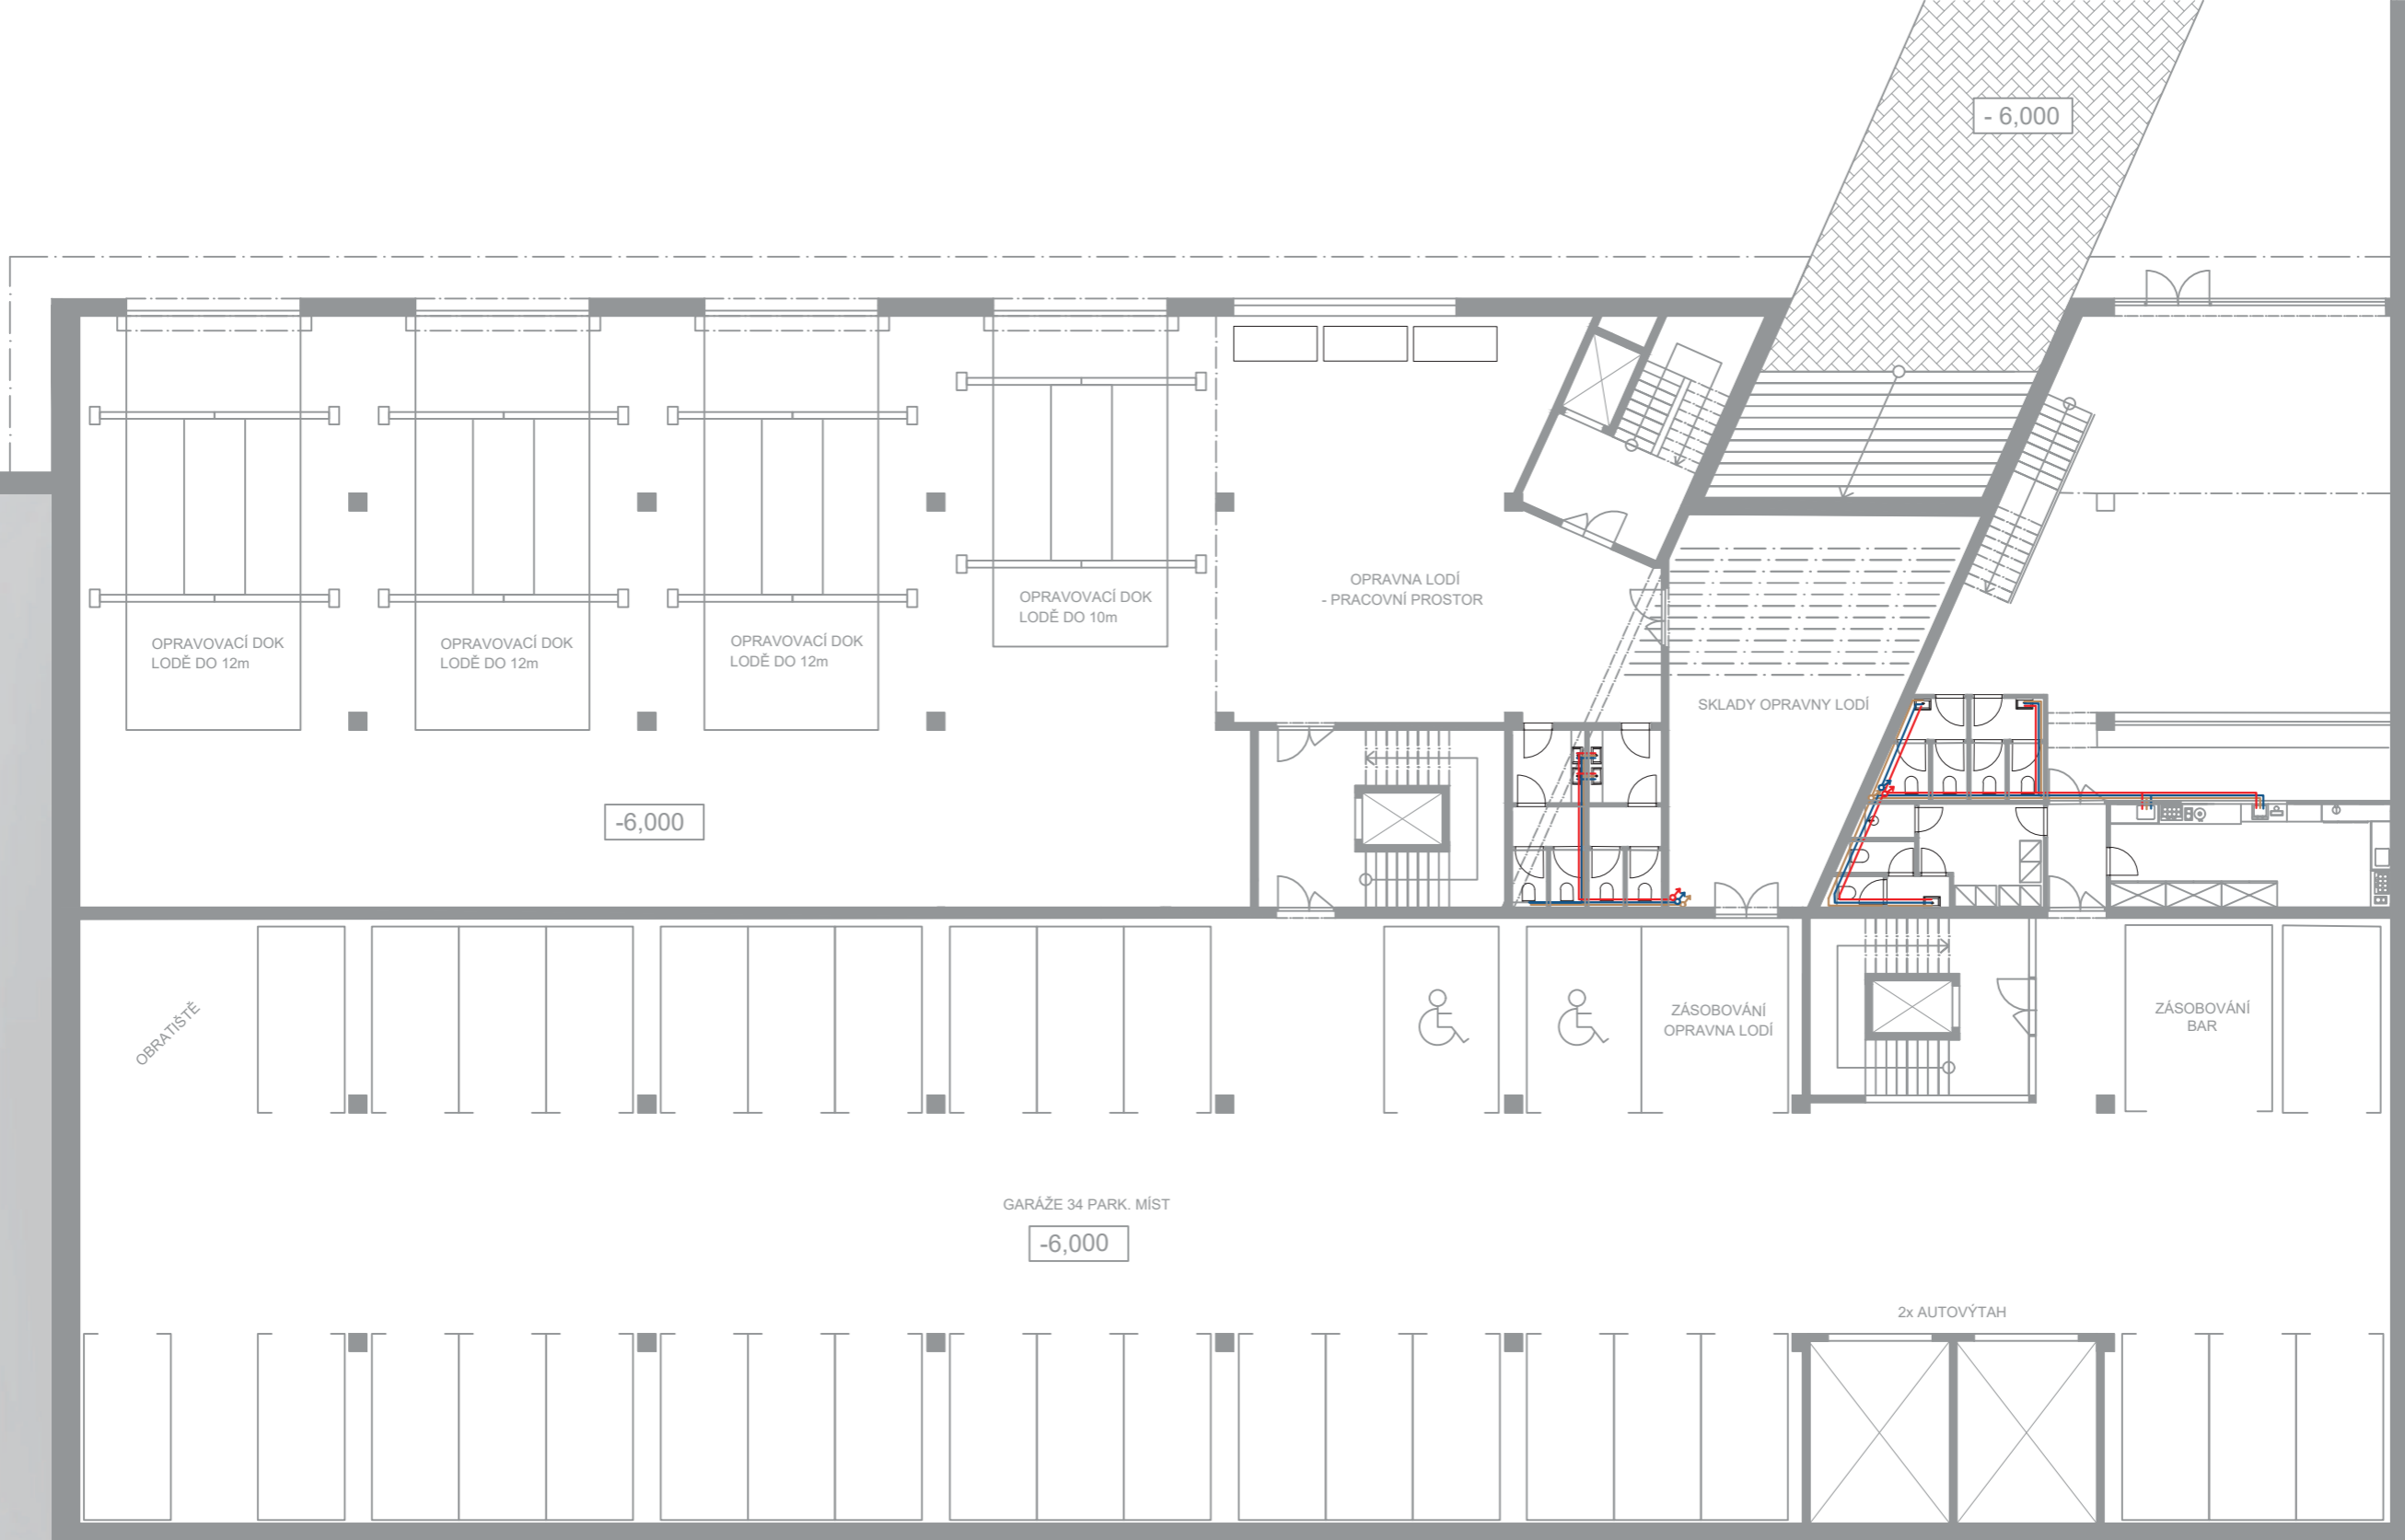 - 6,000
OPRAVOVACÍ DOK
LODĚ DO 12m
OPRAVOVACÍ DOK
LODĚ DO 12m
OPRAVOVACÍ DOK
LODĚ DO 12m
OPRAVOVACÍ DOK
LODĚ DO 10m
OPRAVNA LODÍ
- PRACOVNÍ PROSTOR
SKLADY OPRAVNY LODÍ
-6,000
OBRATIŠTĚ
ZÁSOBOVÁNÍ
OPRAVNA LODÍ
ZÁSOBOVÁNÍ
BAR
GARÁŽE 34 PARK. MÍST
-6,000
2x AUTOVÝTAH